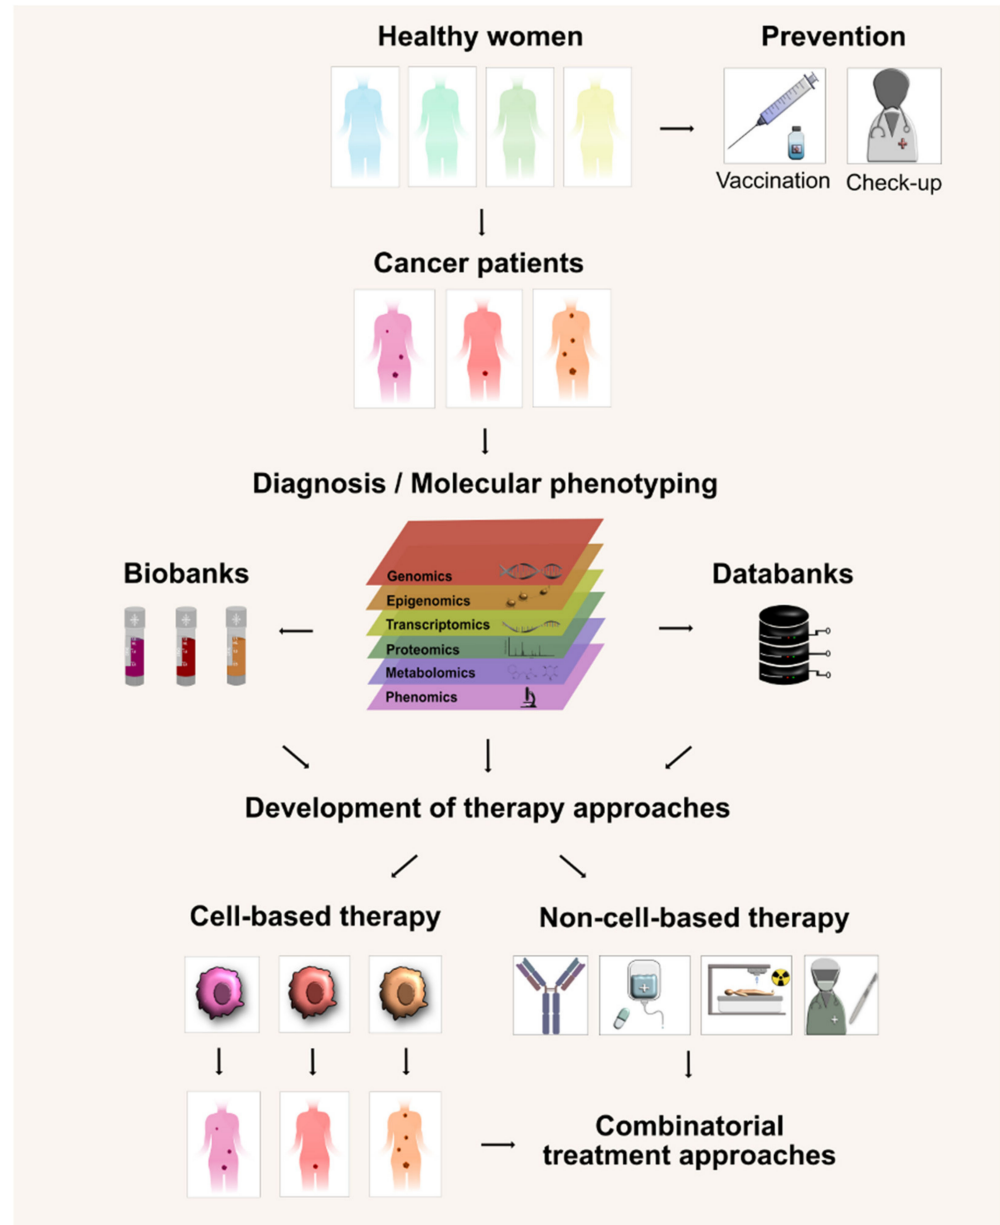 Healthy women
Prevention
Vaccination
Check-up
Cancer patients
Diagnosis / Molecular phenotyping
Biobanks
Genomics
Epigenomics
Transcriptomics
Proteomics
Metabolomics
Phenomics
Databanks
Development of therapy approaches
Cell-based therapy
Non-cell-based therapy
Combinatorial
treatment approaches